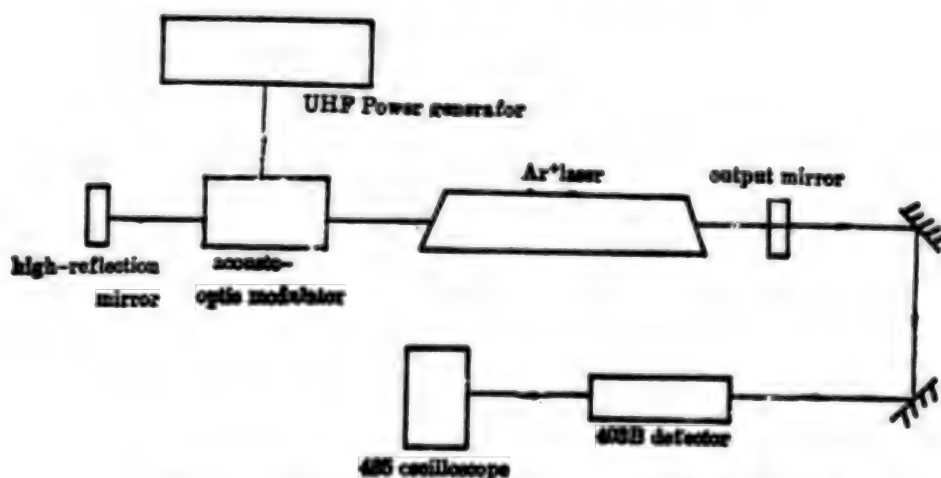 UHF Power generator
Ar⁺laser
output mirror
high-reflection
mirror
acousto-
optic modulator
403B detector
485 oscilloscope